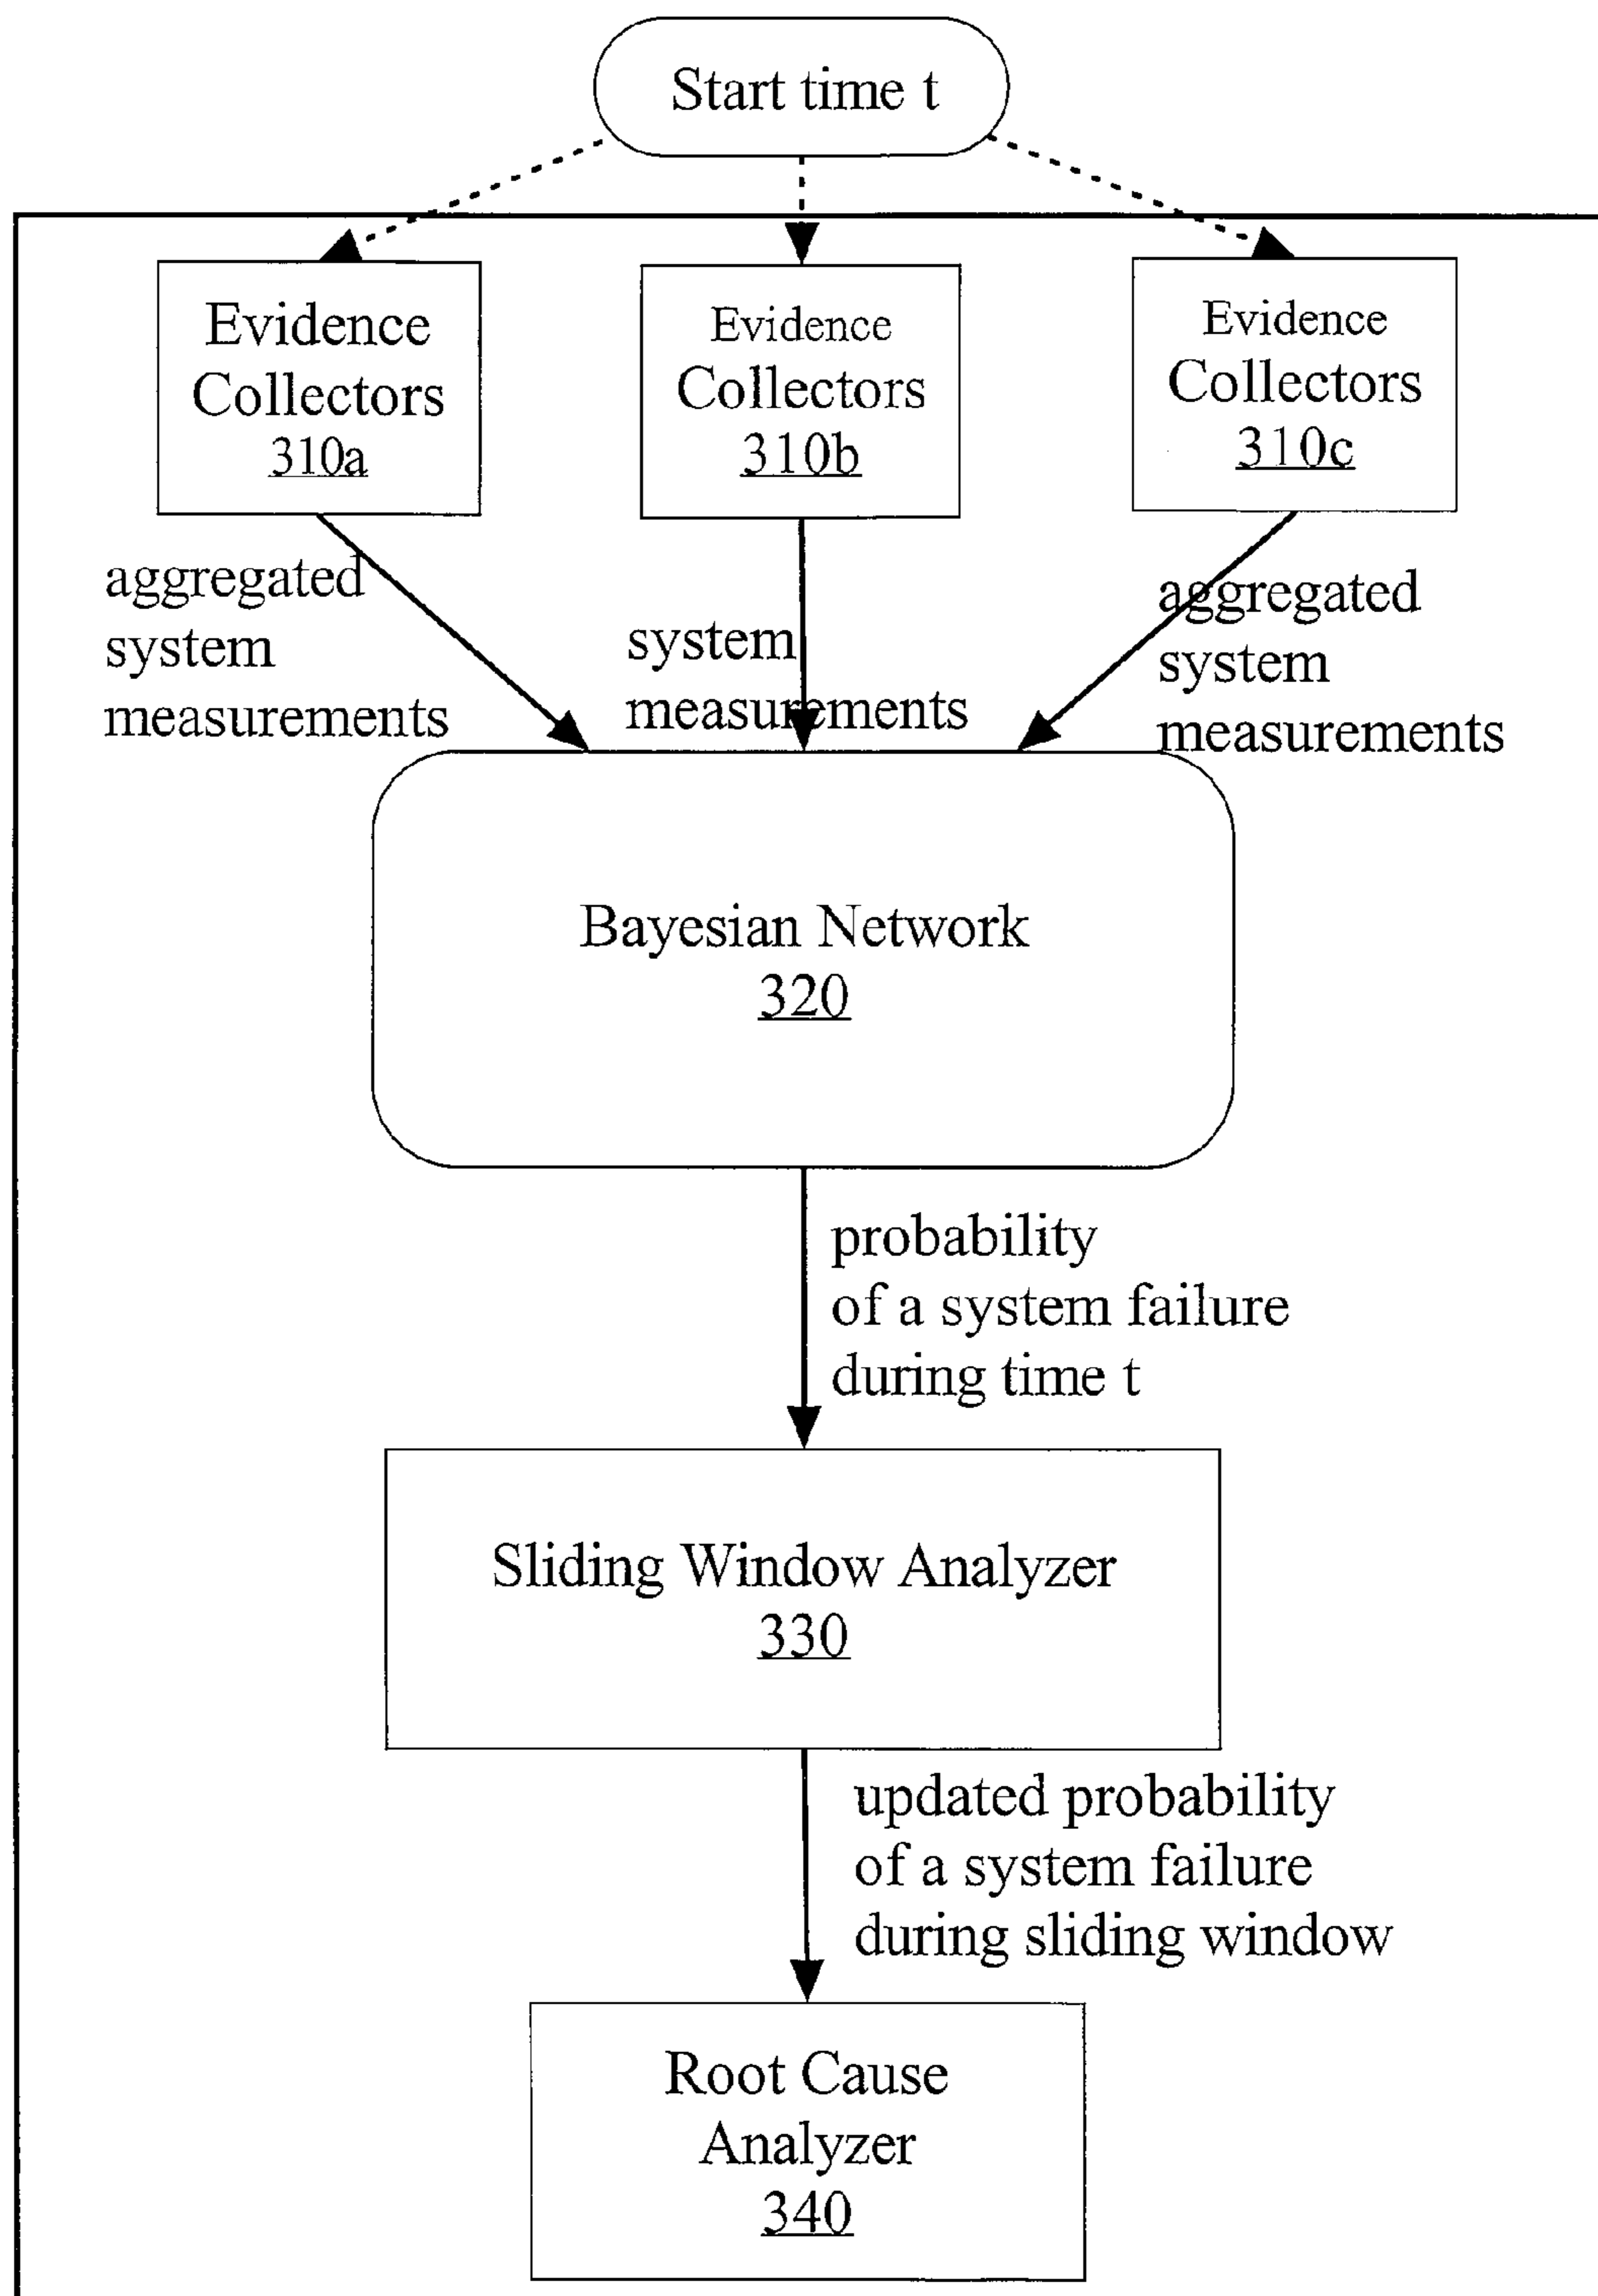 Start time t
Evidence
Collectors
310a
Evidence
Collectors
310b
Evidence
Collectors
310c
aggregated
system
measurements
system
measurements
aggregated
system
measurements
Bayesian Network
320
probability
of a system failure
during time t
Sliding Window Analyzer
330
updated probability
of a system failure
during sliding window
Root Cause
Analyzer
340